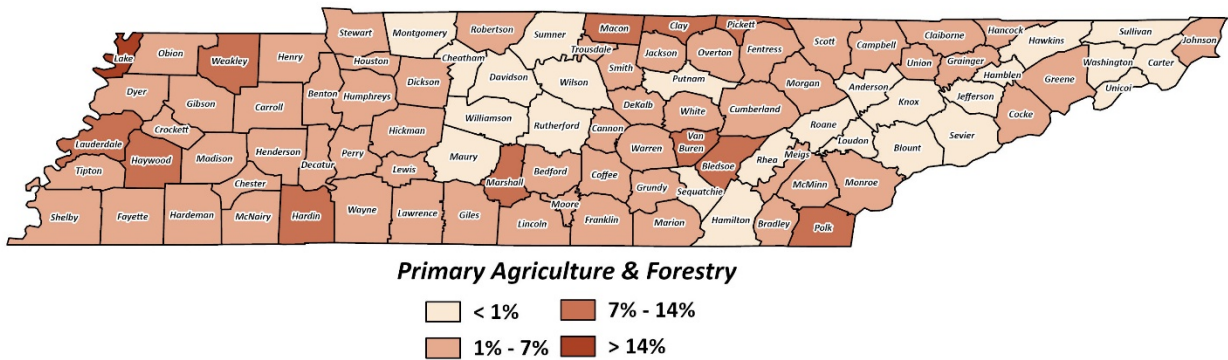 Stewart
Montgomery
Robertson
Sumner
Macon
Clay
Pickett
Scott
Campbell
Claiborne
Hancock
Hawkins
Sullivan
Johnson
Lake
Obion
Weakley
Henry
Houston
Cheatham
Trousdale
Jackson
Overton
Fentress
Union
Grainger
Hamblen
Washington
Carter
Unicoi
Dyer
Gibson
Carroll
Benton
Humphreys
Dickson
Davidson
Wilson
Smith
Putnam
Morgan
Anderson
Knox
Jefferson
Greene
Cocke
Crockett
Lauderdale
Haywood
Madison
Henderson
Decatur
Perry
Hickman
Williamson
Rutherford
Cannon
DeKalb
White
Cumberland
Roane
Loudon
Blount
Sevier
Tipton
Chester
Lewis
Maury
Marshall
Bedford
Coffee
Warren
Van
Buren
Bledsoe
Rhea
Meigs
McMinn
Monroe
Shelby
Fayette
Hardeman
McNairy
Hardin
Wayne
Lawrence
Giles
Lincoln
Moore
Franklin
Grundy
Sequatchie
Marion
Hamilton
Bradley
Polk
Primary Agriculture & Forestry
< 1%
7% - 14%
1% - 7%
> 14%